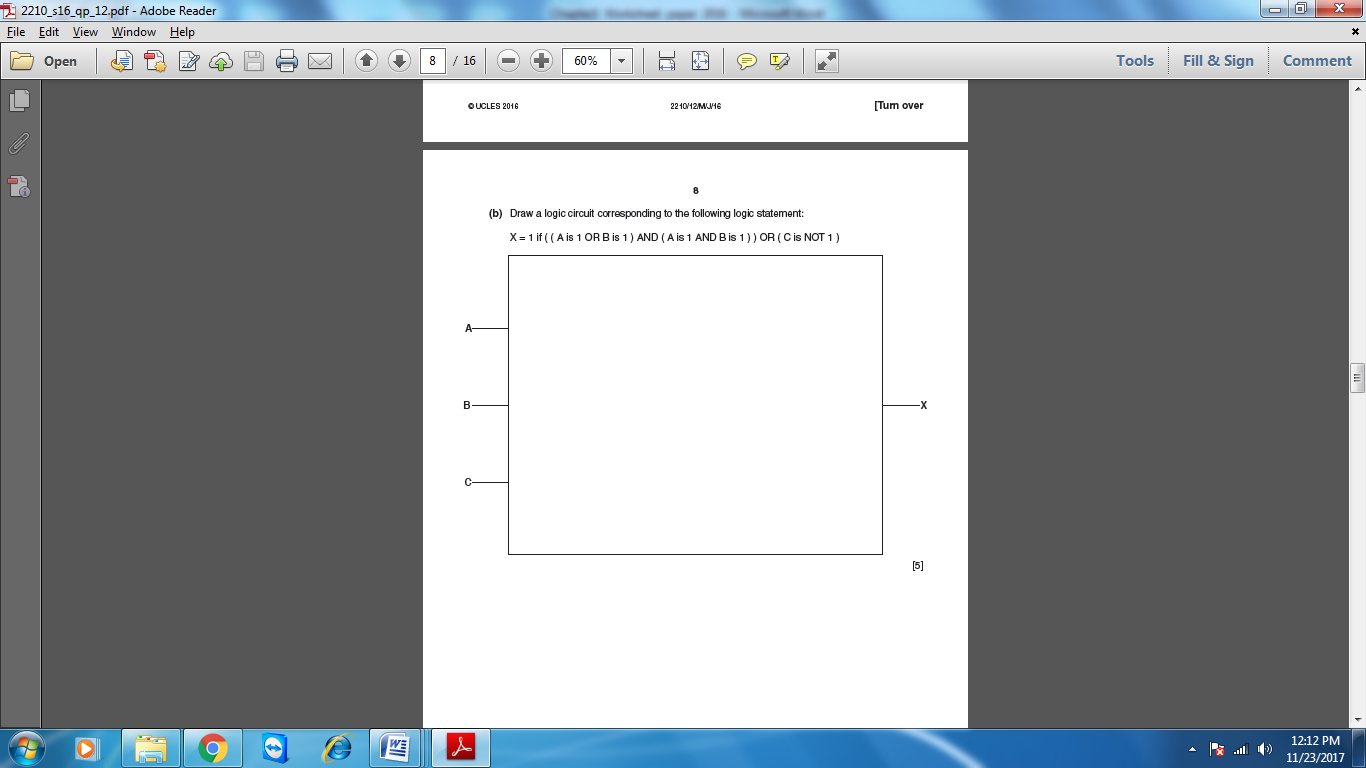 2210_s16_qp_12.pdf - Adobe Reader
File Edit View Window Help
Open 8 / 16 60% Tools Fill & Sign Comment
© UCLES 2016 2210/12/M/J/16 [Turn over
8
(b) Draw a logic circuit corresponding to the following logic statement:
X = 1 if ( ( A is 1 OR B is 1 ) AND ( A is 1 AND B is 1 ) ) OR ( C is NOT 1 )
A
B
X
C
[5]
12:12 PM
11/23/2017